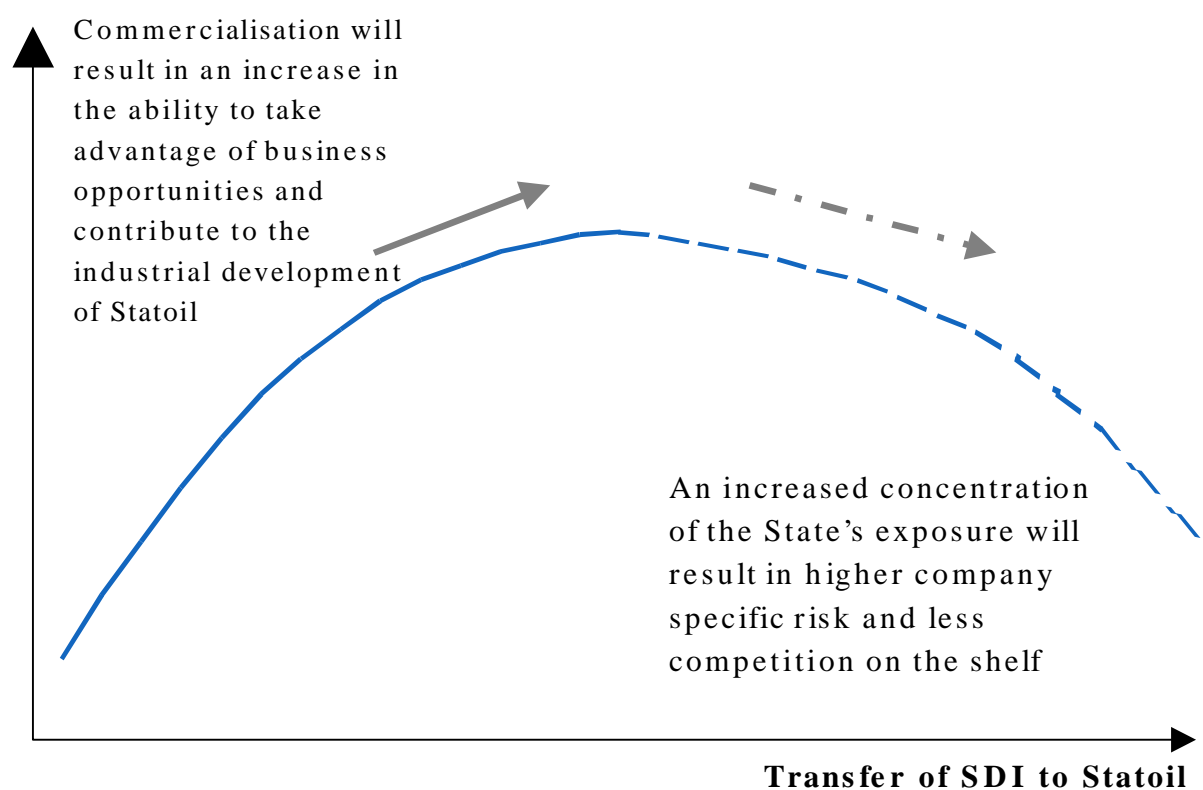 Commercialisation will
result in an increase in
the ability to take
advantage of business
opportunities and
contribute to the
industrial development
of Statoil
An increased concentration
of the State’s exposure will
result in higher company
specific risk and less
competition on the shelf
Transfer of SDI to Statoil